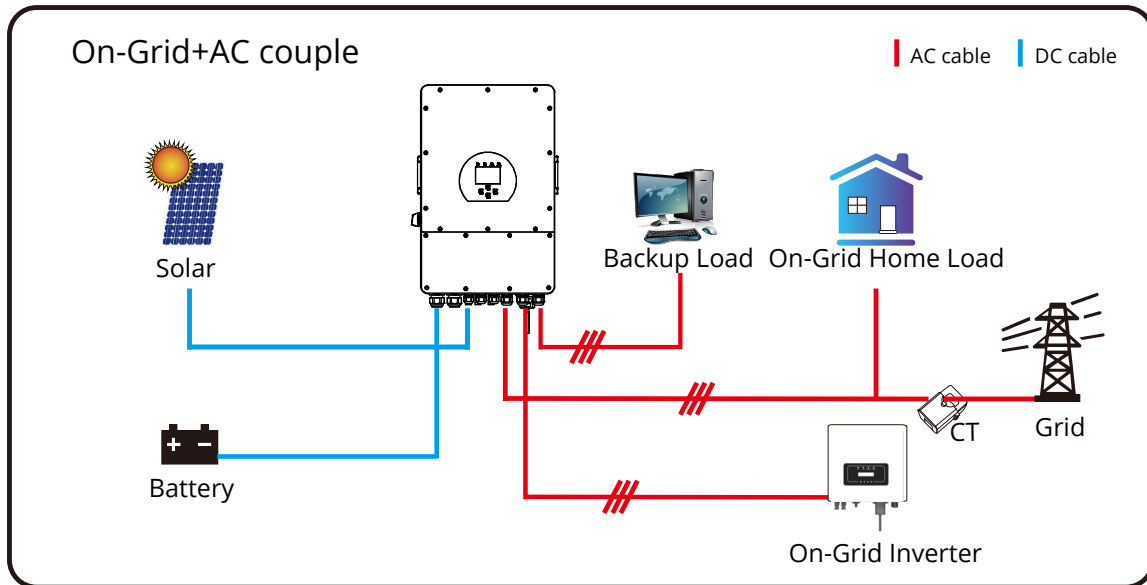 On-Grid+AC couple
AC cable
DC cable
Solar
Backup Load
On-Grid Home Load
CT
Grid
Battery
On-Grid Inverter